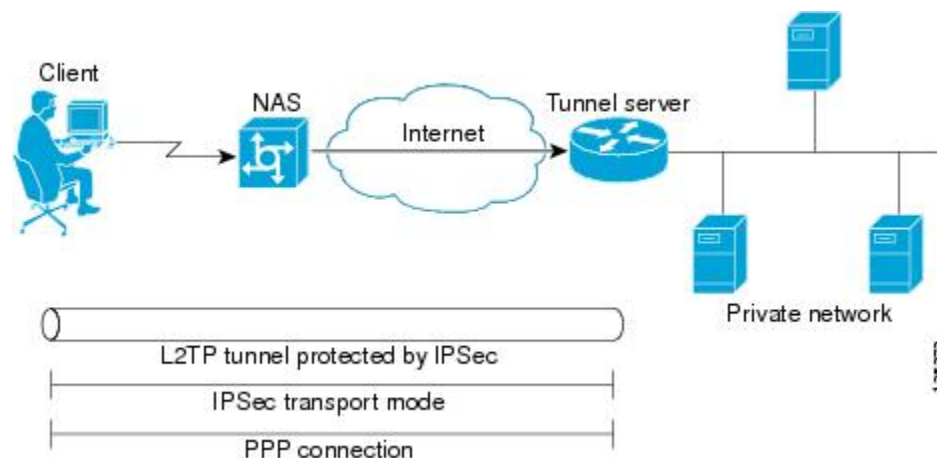 Client
NAS
Internet
Tunnel server
Private network
L2TP tunnel protected by IPSec
IPSec transport mode
PPP connection